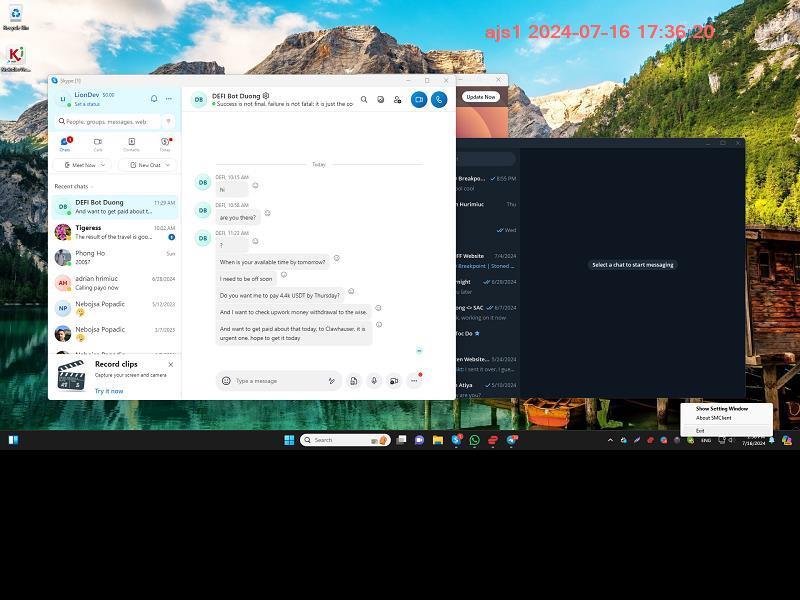 ajs1 2024-07-16 17:36:20
Recycle Bin
Skype [1]
LionDev $0.00
Set a status
People, groups, messages, web
Chats
Calls
Contacts
Today
Meet Now
New Chat
Recent chats
DEFI Bot Duong
11:29 AM
And want to get paid about t...
Tigeress
10:02 AM
The result of the travel is goo...
Phong Ho
Sun
200$?
adrian hrimiuc
6/28/2024
Calling payo now
Nebojsa Popadic
5/12/2023
Nebojsa Popadic
3/7/2023
Nebojsa Popadic
Record clips
Capture your screen and camera
Try it now
DEFI Bot Duong
Success is not final, failure is not fatal: it is just the co
Today
DEFI, 10:15 AM
hi
DEFI, 10:58 AM
are you there?
DEFI, 11:23 AM
?
When is your available time by tomorrow?
I need to be off soon
Do you want me to pay 4.4k USDT by Thursday?
And I want to check upwork money withdrawal to the wise.
And want to get paid about that today, to Clawhauser. it is
urgent one. hope to get it today
Type a message
Update Now
Breakpo... 8:55 PM
ool cool
n Hurimiuc Thu
Wed
FF Website 7/4/2024
Breakpoint | Stoned ...
night 6/28/2024
u later
ong <> SAC 6/7/2024
, working on it now
Toc Do
zen Website... 5/24/2024
I sent it over, I gue...
Atiya 5/10/2024
are you?
Select a chat to start messaging
Show Setting Window
About SMClient
Exit
Search
ENG
7/16/2024